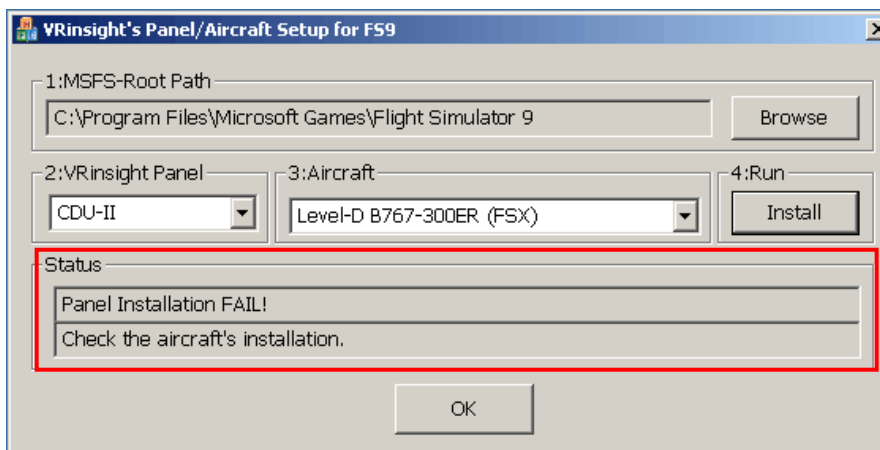 VRinsight's Panel/Aircraft Setup for FS9
1:MSFS-Root Path
C:\Program Files\Microsoft Games\Flight Simulator 9
Browse
2:VRinsight Panel
3:Aircraft
4:Run
CDU-II
Level-D B767-300ER (FSX)
Install
Status
Panel Installation FAIL!
Check the aircraft's installation.
OK